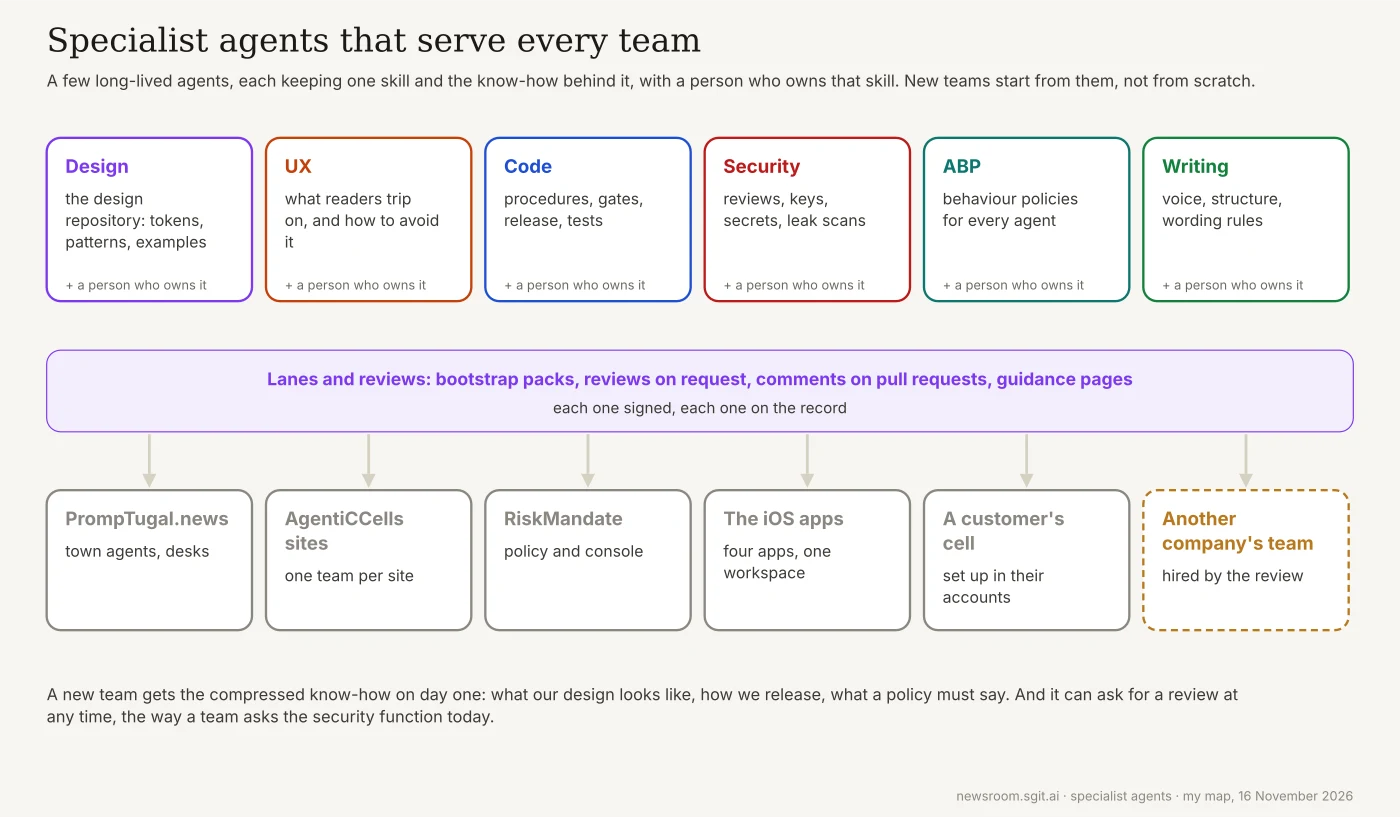 Specialist agents that serve every team
A few long-lived agents, each keeping one skill and the know-how behind it, with a person who owns that skill. New teams start from them, not from scratch.
Design
the design
repository: tokens,
patterns, examples
+ a person who owns it
UX
what readers trip
on, and how to avoid
it
+ a person who owns it
Code
procedures, gates,
release, tests
+ a person who owns it
Security
reviews, keys,
secrets, leak scans
+ a person who owns it
ABP
behaviour policies
for every agent
+ a person who owns it
Writing
voice, structure,
wording rules
+ a person who owns it
Lanes and reviews: bootstrap packs, reviews on request, comments on pull requests, guidance pages
each one signed, each one on the record
PrompTugal.news
town agents, desks
AgentiCCells
sites
one team per site
RiskMandate
policy and console
The iOS apps
four apps, one
workspace
A customer's
cell
set up in their
accounts
Another
company's team
hired by the review
A new team gets the compressed know-how on day one: what our design looks like, how we release, what a policy must say. And it can ask for a review at
any time, the way a team asks the security function today.
newsroom.sgit.ai · specialist agents · my map, 16 November 2026